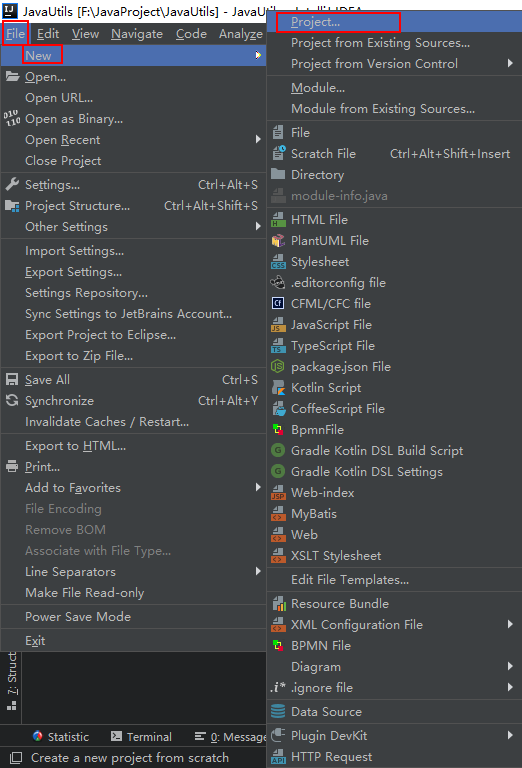 JavaUtils [F:\JavaProject\JavaUtils] - JavaUtils - IntelliJ IDEA
File Edit View Navigate Code Analyze
New
Open...
Open URL...
Open as Binary...
Open Recent
Close Project
Settings... Ctrl+Alt+S
Project Structure... Ctrl+Alt+Shift+S
Other Settings
Import Settings...
Export Settings...
Settings Repository...
Sync Settings to JetBrains Account...
Export Project to Eclipse...
Export to Zip File...
Save All Ctrl+S
Synchronize Ctrl+Alt+Y
Invalidate Caches / Restart...
Export to HTML...
Print...
Add to Favorites
File Encoding
Remove BOM
Associate with File Type...
Line Separators
Make File Read-only
Power Save Mode
Exit
Project...
Project from Existing Sources...
Project from Version Control
Module...
Module from Existing Sources...
File
Scratch File Ctrl+Alt+Shift+Insert
Directory
module-info.java
HTML File
PlantUML File
Stylesheet
.editorconfig file
CFML/CFC file
JavaScript File
TypeScript File
package.json File
Kotlin Script
CoffeeScript File
BpmnFile
Gradle Kotlin DSL Build Script
Gradle Kotlin DSL Settings
Web-index
MyBatis
Web
XSLT Stylesheet
Edit File Templates...
Resource Bundle
XML Configuration File
BPMN File
Diagram
.ignore file
Data Source
Plugin DevKit
HTTP Request
Z: Struct
Statistic Terminal 0: Message
Create a new project from scratch